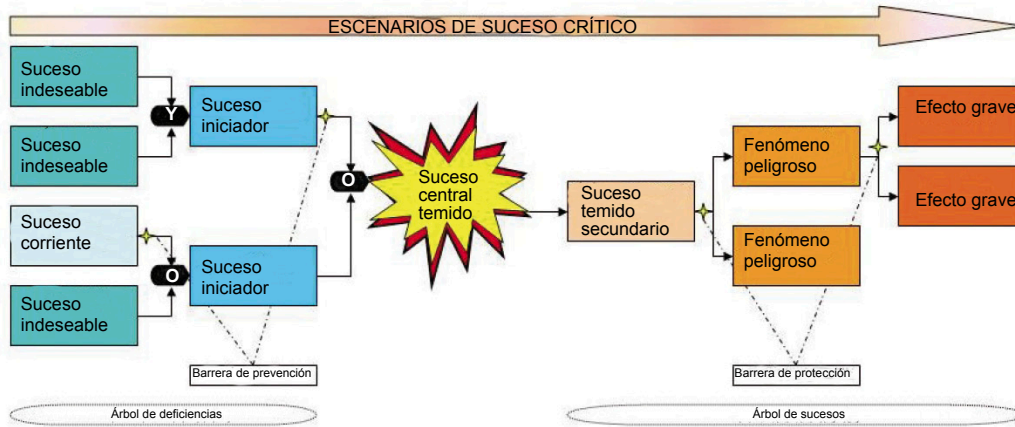 ESCENARIOS DE SUCESO CRÍTICO
Suceso
indeseable
Suceso
indeseable
Y
Suceso
iniciador
Suceso
corriente
Suceso
indeseable
O
Suceso
iniciador
O
Suceso
central
temido
Suceso
temido
secundario
Fenómeno
peligroso
Fenómeno
peligroso
Efecto grave
Efecto grave
Barrera de prevención
Barrera de protección
Árbol de deficiencias
Árbol de sucesos